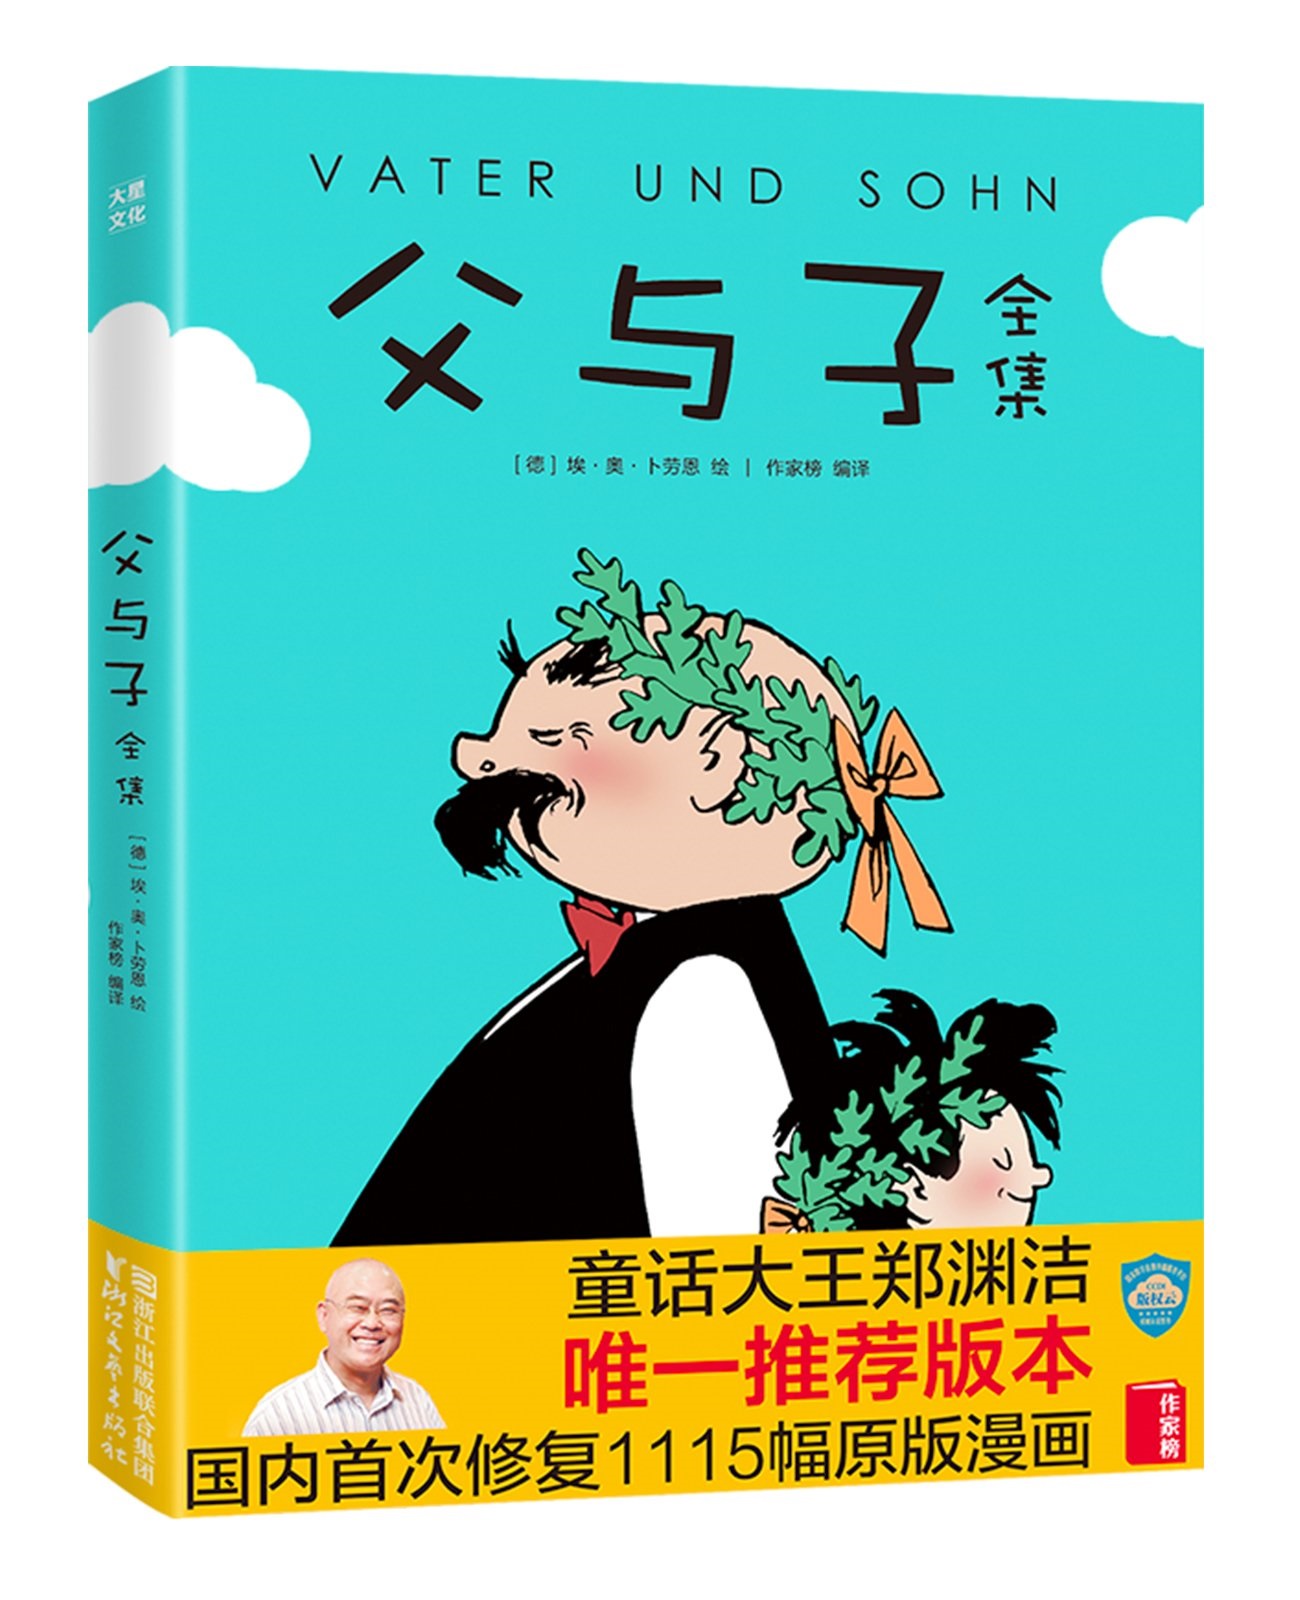 VATER UND SOHN
父与子全集
[德]埃·奥·卜劳恩 绘 | 作家榜 编译
大星
文化
父与子全集
[德]埃·奥·卜劳恩 绘
作家榜 编译
浙江出版联合集团
浙江文艺出版社
童话大王郑渊洁
唯一推荐版本
国内首次修复1115幅原版漫画
CCDI
版权云
作家榜